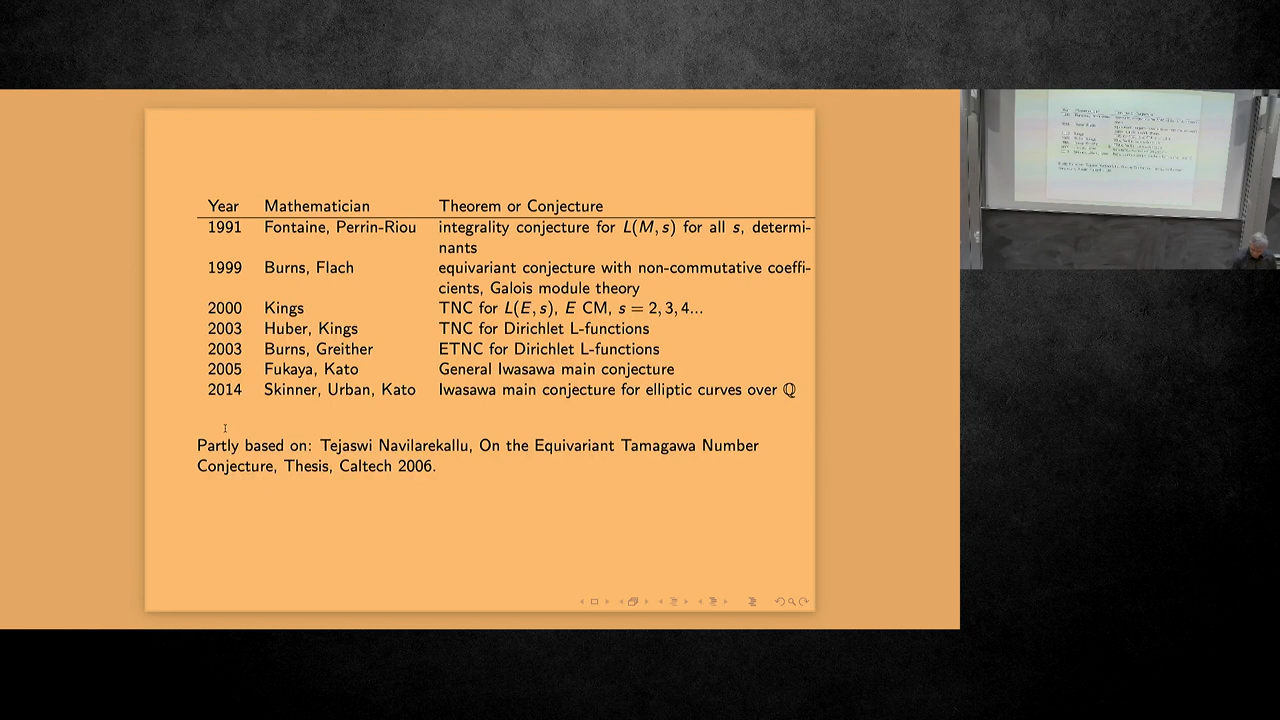 Year Mathematician Theorem or Conjecture
1991 Fontaine, Perrin-Riou integrality conjecture for L(M, s) for all s, determi-
nants
1999 Burns, Flach equivariant conjecture with non-commutative coeffi-
cients, Galois module theory
2000 Kings TNC for L(E, s), E CM, s = 2, 3, 4...
2003 Huber, Kings TNC for Dirichlet L-functions
2003 Burns, Greither ETNC for Dirichlet L-functions
2005 Fukaya, Kato General Iwasawa main conjecture
2014 Skinner, Urban, Kato Iwasawa main conjecture for elliptic curves over ℚ
Partly based on: Tejaswi Navilarekallu, On the Equivariant Tamagawa Number
Conjecture, Thesis, Caltech 2006.